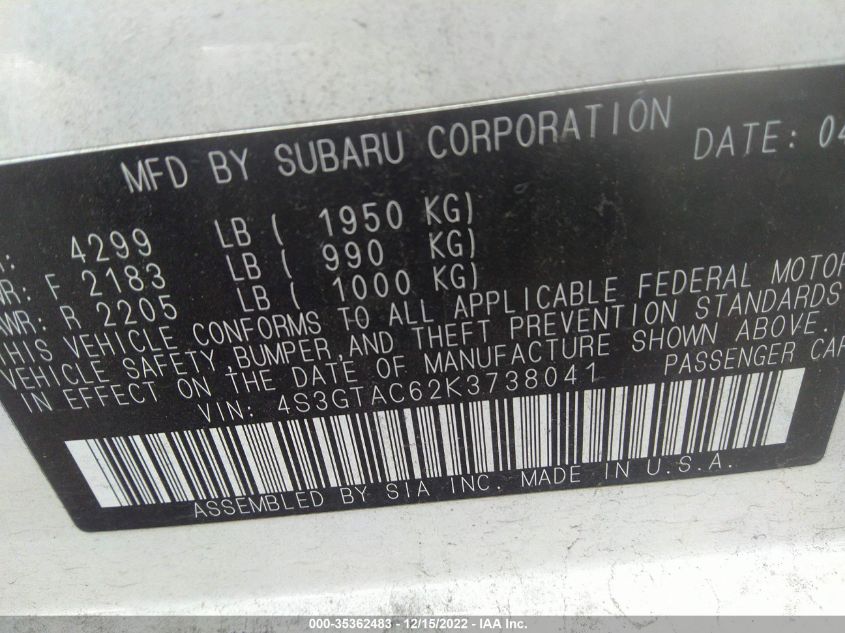 MFD BY SUBARU CORPORATION DATE: 04
4299 LB ( 1950 KG)
WR: F 2183 LB ( 990 KG)
AWR: R 2205 LB ( 1000 KG)
THIS VEHICLE CONFORMS TO ALL APPLICABLE FEDERAL MOTOR
VEHICLE SAFETY,BUMPER,AND THEFT PREVENTION STANDARDS
IN EFFECT ON THE DATE OF MANUFACTURE SHOWN ABOVE.
VIN: 4S3GTAC62K3738041 PASSENGER CAR
ASSEMBLED BY SIA INC. MADE IN U.S.A.
000-35362483 - 12/15/2022 - IAA Inc.